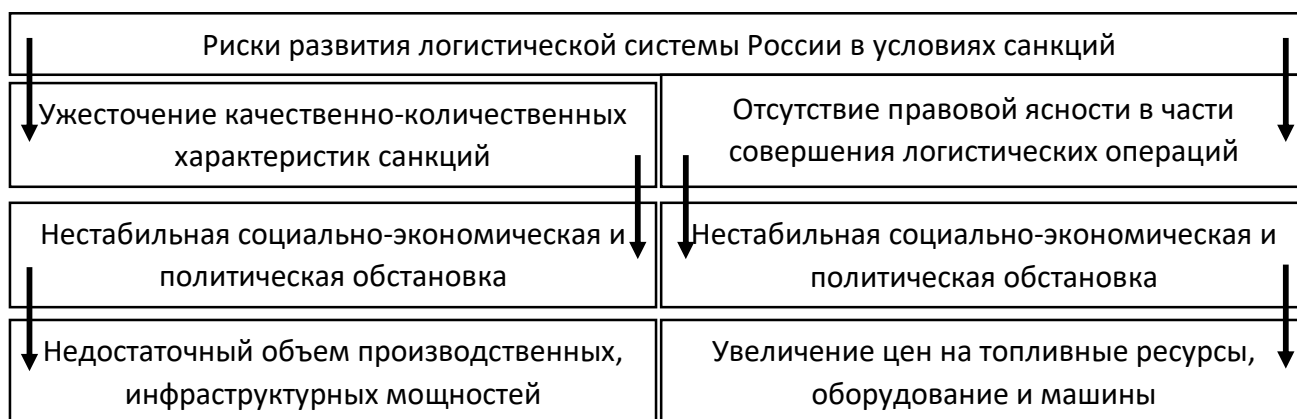 Риски развития логистической системы России в условиях санкций
Ужесточение качественно-количественных
характеристик санкций
Отсутствие правовой ясности в части
совершения логистических операций
Нестабильная социально-экономическая и
политическая обстановка
Нестабильная социально-экономическая и
политическая обстановка
Недостаточный объем производственных,
инфраструктурных мощностей
Увеличение цен на топливные ресурсы,
оборудование и машины